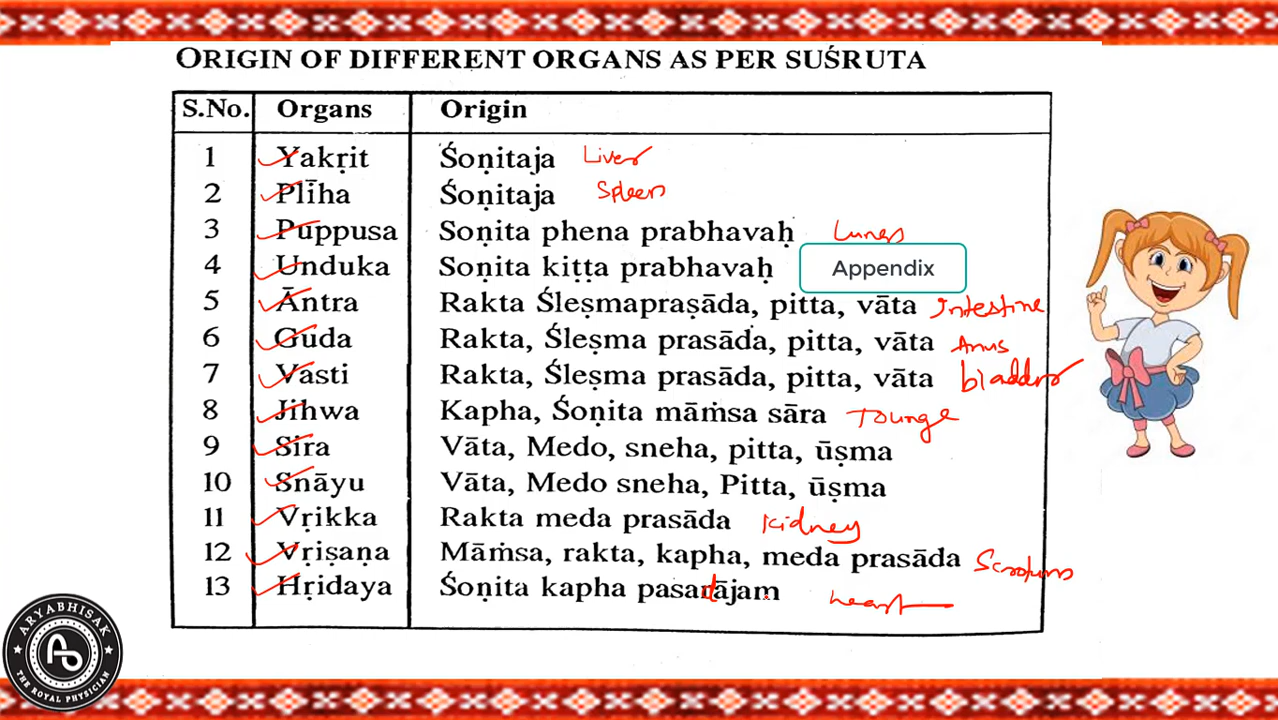 ORIGIN OF DIFFERENT ORGANS AS PER SUŚRUTA
S.No. Organs Origin
1 Yakṛit Śoṇitaja Liver
2 Plīha Śoṇitaja Spleen
3 Puppusa Soṇita phena prabhavaḥ Lungs
4 Unduka Soṇita kiṭṭa prabhavaḥ Appendix
5 Āntra Rakta Śleṣmapraṣāda, pitta, vāta Intestine
6 Guda Rakta, Śleṣma prasāda, pitta, vāta Anus
7 Vasti Rakta, Śleṣma prasāda, pitta, vāta bladder
8 Jihwa Kapha, Śoṇita māṁsa sāra Tounge
9 Sira Vāta, Medo, sneha, pitta, ūṣma
10 Snāyu Vāta, Medo sneha, Pitta, ūṣma
11 Vṛikka Rakta meda prasāda Kidney
12 Vṛiṣaṇa Māṁsa, rakta, kapha, meda prasāda Scrotums
13 Hṛidaya Śoṇita kapha pasadājam heart
ARYABHISAK
THE ROYAL PHYSICIAN